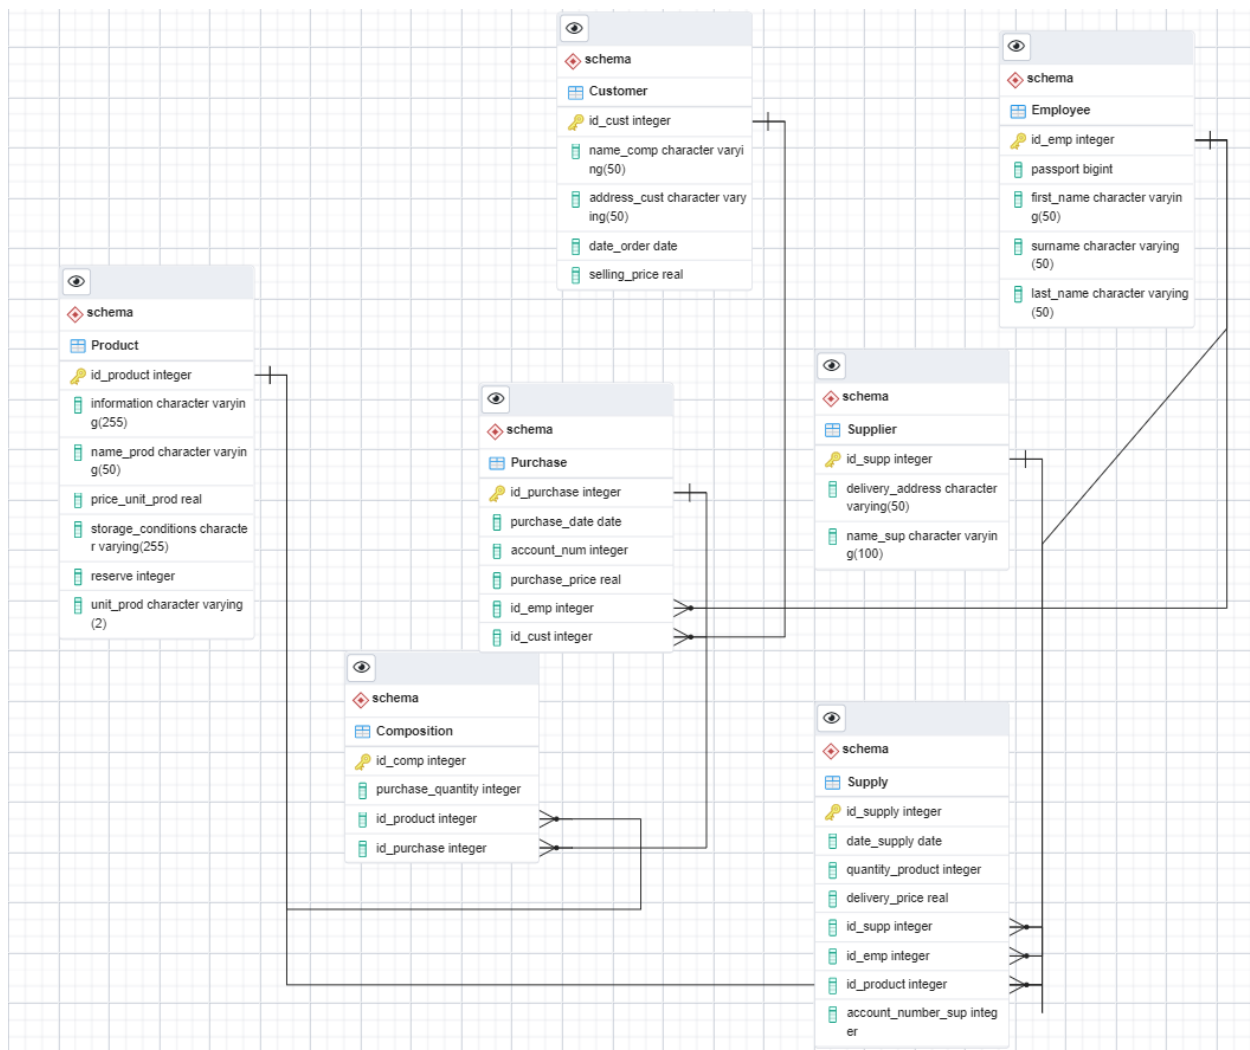 schema
Customer
id_cust integer
name_comp character varyi
ng(50)
address_cust character vary
ing(50)
date_order date
selling_price real
schema
Employee
id_emp integer
passport bigint
first_name character varyin
g(50)
surname character varying
(50)
last_name character varying
(50)
schema
Product
id_product integer
information character varyin
g(255)
name_prod character varyin
g(50)
price_unit_prod real
storage_conditions characte
r varying(255)
reserve integer
unit_prod character varying
(2)
schema
Purchase
id_purchase integer
purchase_date date
account_num integer
purchase_price real
id_emp integer
id_cust integer
schema
Supplier
id_supp integer
delivery_address character
varying(50)
name_sup character varyin
g(100)
schema
Composition
id_comp integer
purchase_quantity integer
id_product integer
id_purchase integer
schema
Supply
id_supply integer
date_supply date
quantity_product integer
delivery_price real
id_supp integer
id_emp integer
id_product integer
account_number_sup integ
er